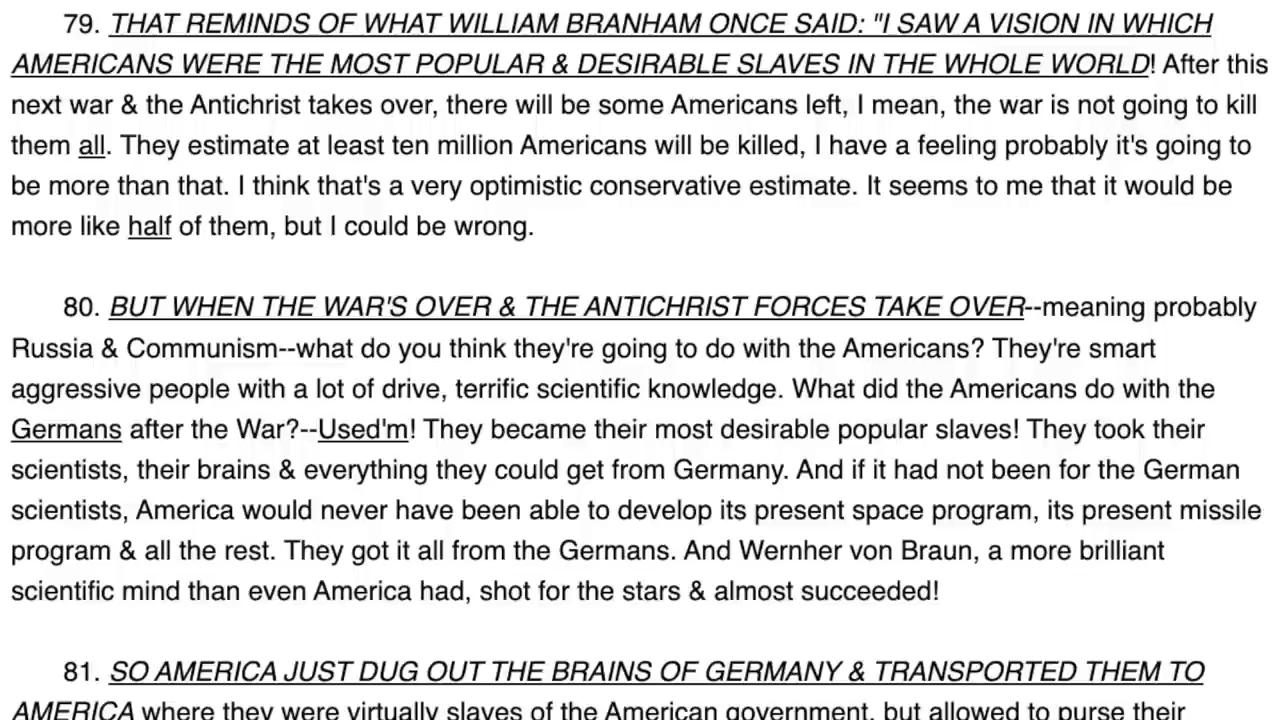 79. THAT REMINDS OF WHAT WILLIAM BRANHAM ONCE SAID: "I SAW A VISION IN WHICH
AMERICANS WERE THE MOST POPULAR & DESIRABLE SLAVES IN THE WHOLE WORLD! After this
next war & the Antichrist takes over, there will be some Americans left, I mean, the war is not going to kill
them all. They estimate at least ten million Americans will be killed, I have a feeling probably it's going to
be more than that. I think that's a very optimistic conservative estimate. It seems to me that it would be
more like half of them, but I could be wrong.
80. BUT WHEN THE WAR'S OVER & THE ANTICHRIST FORCES TAKE OVER--meaning probably
Russia & Communism--what do you think they're going to do with the Americans? They're smart
aggressive people with a lot of drive, terrific scientific knowledge. What did the Americans do with the
Germans after the War?--Used'm! They became their most desirable popular slaves! They took their
scientists, their brains & everything they could get from Germany. And if it had not been for the German
scientists, America would never have been able to develop its present space program, its present missile
program & all the rest. They got it all from the Germans. And Wernher von Braun, a more brilliant
scientific mind than even America had, shot for the stars & almost succeeded!
81. SO AMERICA JUST DUG OUT THE BRAINS OF GERMANY & TRANSPORTED THEM TO
AMERICA where they were virtually slaves of the American government, but allowed to purse their